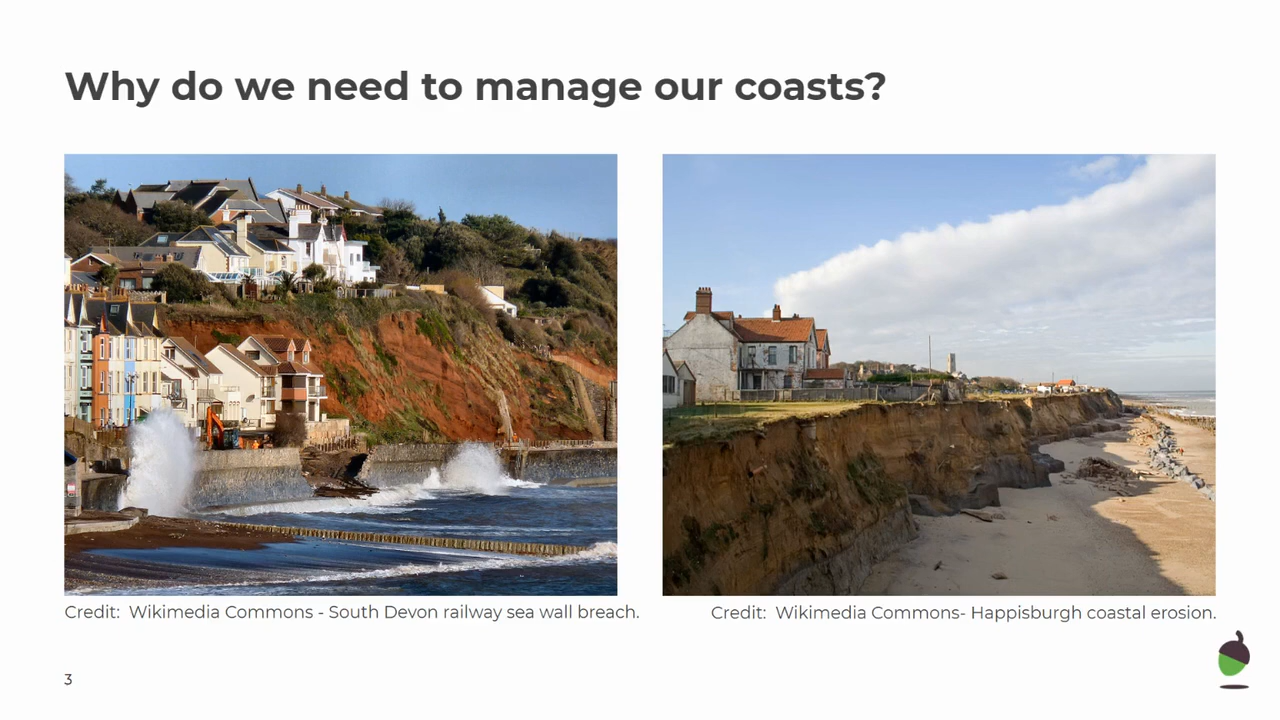 Why do we need to manage our coasts?
Credit:  Wikimedia Commons - South Devon railway sea wall breach.
Credit:  Wikimedia Commons- Happisburgh coastal erosion.
3